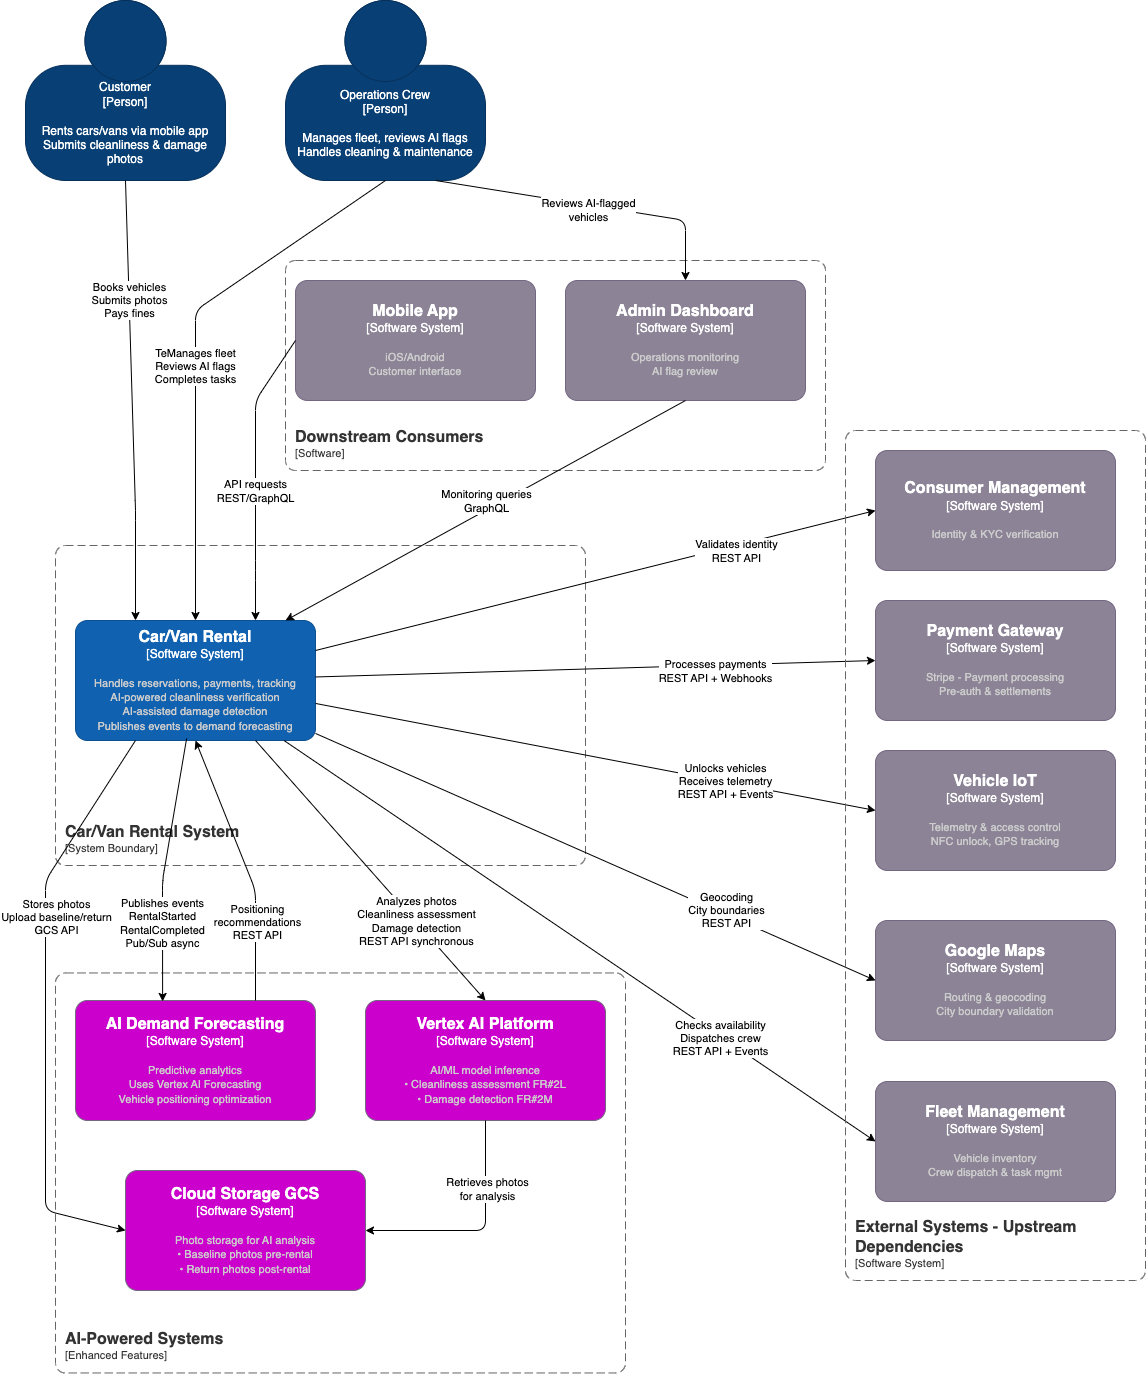 Customer
[Person]
Rents cars/vans via mobile app
Submits cleanliness & damage
photos
Operations Crew
[Person]
Manages fleet, reviews AI flags
Handles cleaning & maintenance
Reviews AI-flagged
vehicles
Books vehicles
Submits photos
Pays fines
TeManages fleet
Reviews AI flags
Completes tasks
Mobile App
[Software System]
iOS/Android
Customer interface
Admin Dashboard
[Software System]
Operations monitoring
AI flag review
Downstream Consumers
[Software]
API requests
REST/GraphQL
Monitoring queries
GraphQL
Consumer Management
[Software System]
Identity & KYC verification
Validates identity
REST API
Car/Van Rental
[Software System]
Handles reservations, payments, tracking
AI-powered cleanliness verification
AI-assisted damage detection
Publishes events to demand forecasting
Processes payments
REST API + Webhooks
Payment Gateway
[Software System]
Stripe - Payment processing
Pre-auth & settlements
Unlocks vehicles
Receives telemetry
REST API + Events
Vehicle IoT
[Software System]
Telemetry & access control
NFC unlock, GPS tracking
Car/Van Rental System
[System Boundary]
Stores photos
Upload baseline/return
GCS API
Publishes events
RentalStarted
RentalCompleted
Pub/Sub async
Positioning
recommendations
REST API
Analyzes photos
Cleanliness assessment
Damage detection
REST API synchronous
Geocoding
City boundaries
REST API
Google Maps
[Software System]
Routing & geocoding
City boundary validation
AI Demand Forecasting
[Software System]
Predictive analytics
Uses Vertex AI Forecasting
Vehicle positioning optimization
Vertex AI Platform
[Software System]
AI/ML model inference
• Cleanliness assessment FR#2L
• Damage detection FR#2M
Checks availability
Dispatches crew
REST API + Events
Fleet Management
[Software System]
Vehicle inventory
Crew dispatch & task mgmt
Cloud Storage GCS
[Software System]
Photo storage for AI analysis
• Baseline photos pre-rental
• Return photos post-rental
Retrieves photos
for analysis
External Systems - Upstream
Dependencies
[Software System]
AI-Powered Systems
[Enhanced Features]